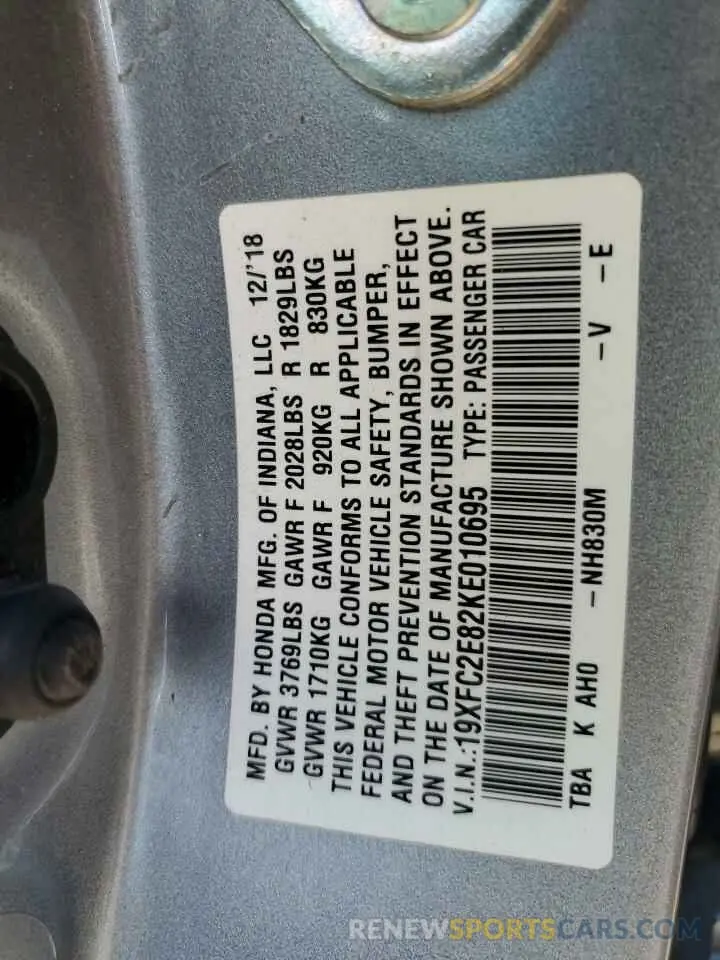 MFD. BY HONDA MFG. OF INDIANA, LLC 12/'18
GVWR 3769LBS GAWR F 2028LBS R 1829LBS
GVWR 1710KG GAWR F 920KG R 830KG
THIS VEHICLE CONFORMS TO ALL APPLICABLE
FEDERAL MOTOR VEHICLE SAFETY, BUMPER,
AND THEFT PREVENTION STANDARDS IN EFFECT
ON THE DATE OF MANUFACTURE SHOWN ABOVE.
V.I.N.:19XFC2E82KE010695 TYPE: PASSENGER CAR
TBA K AH0 -NH830M -V -E
RENEWSPORTSCARS.COM